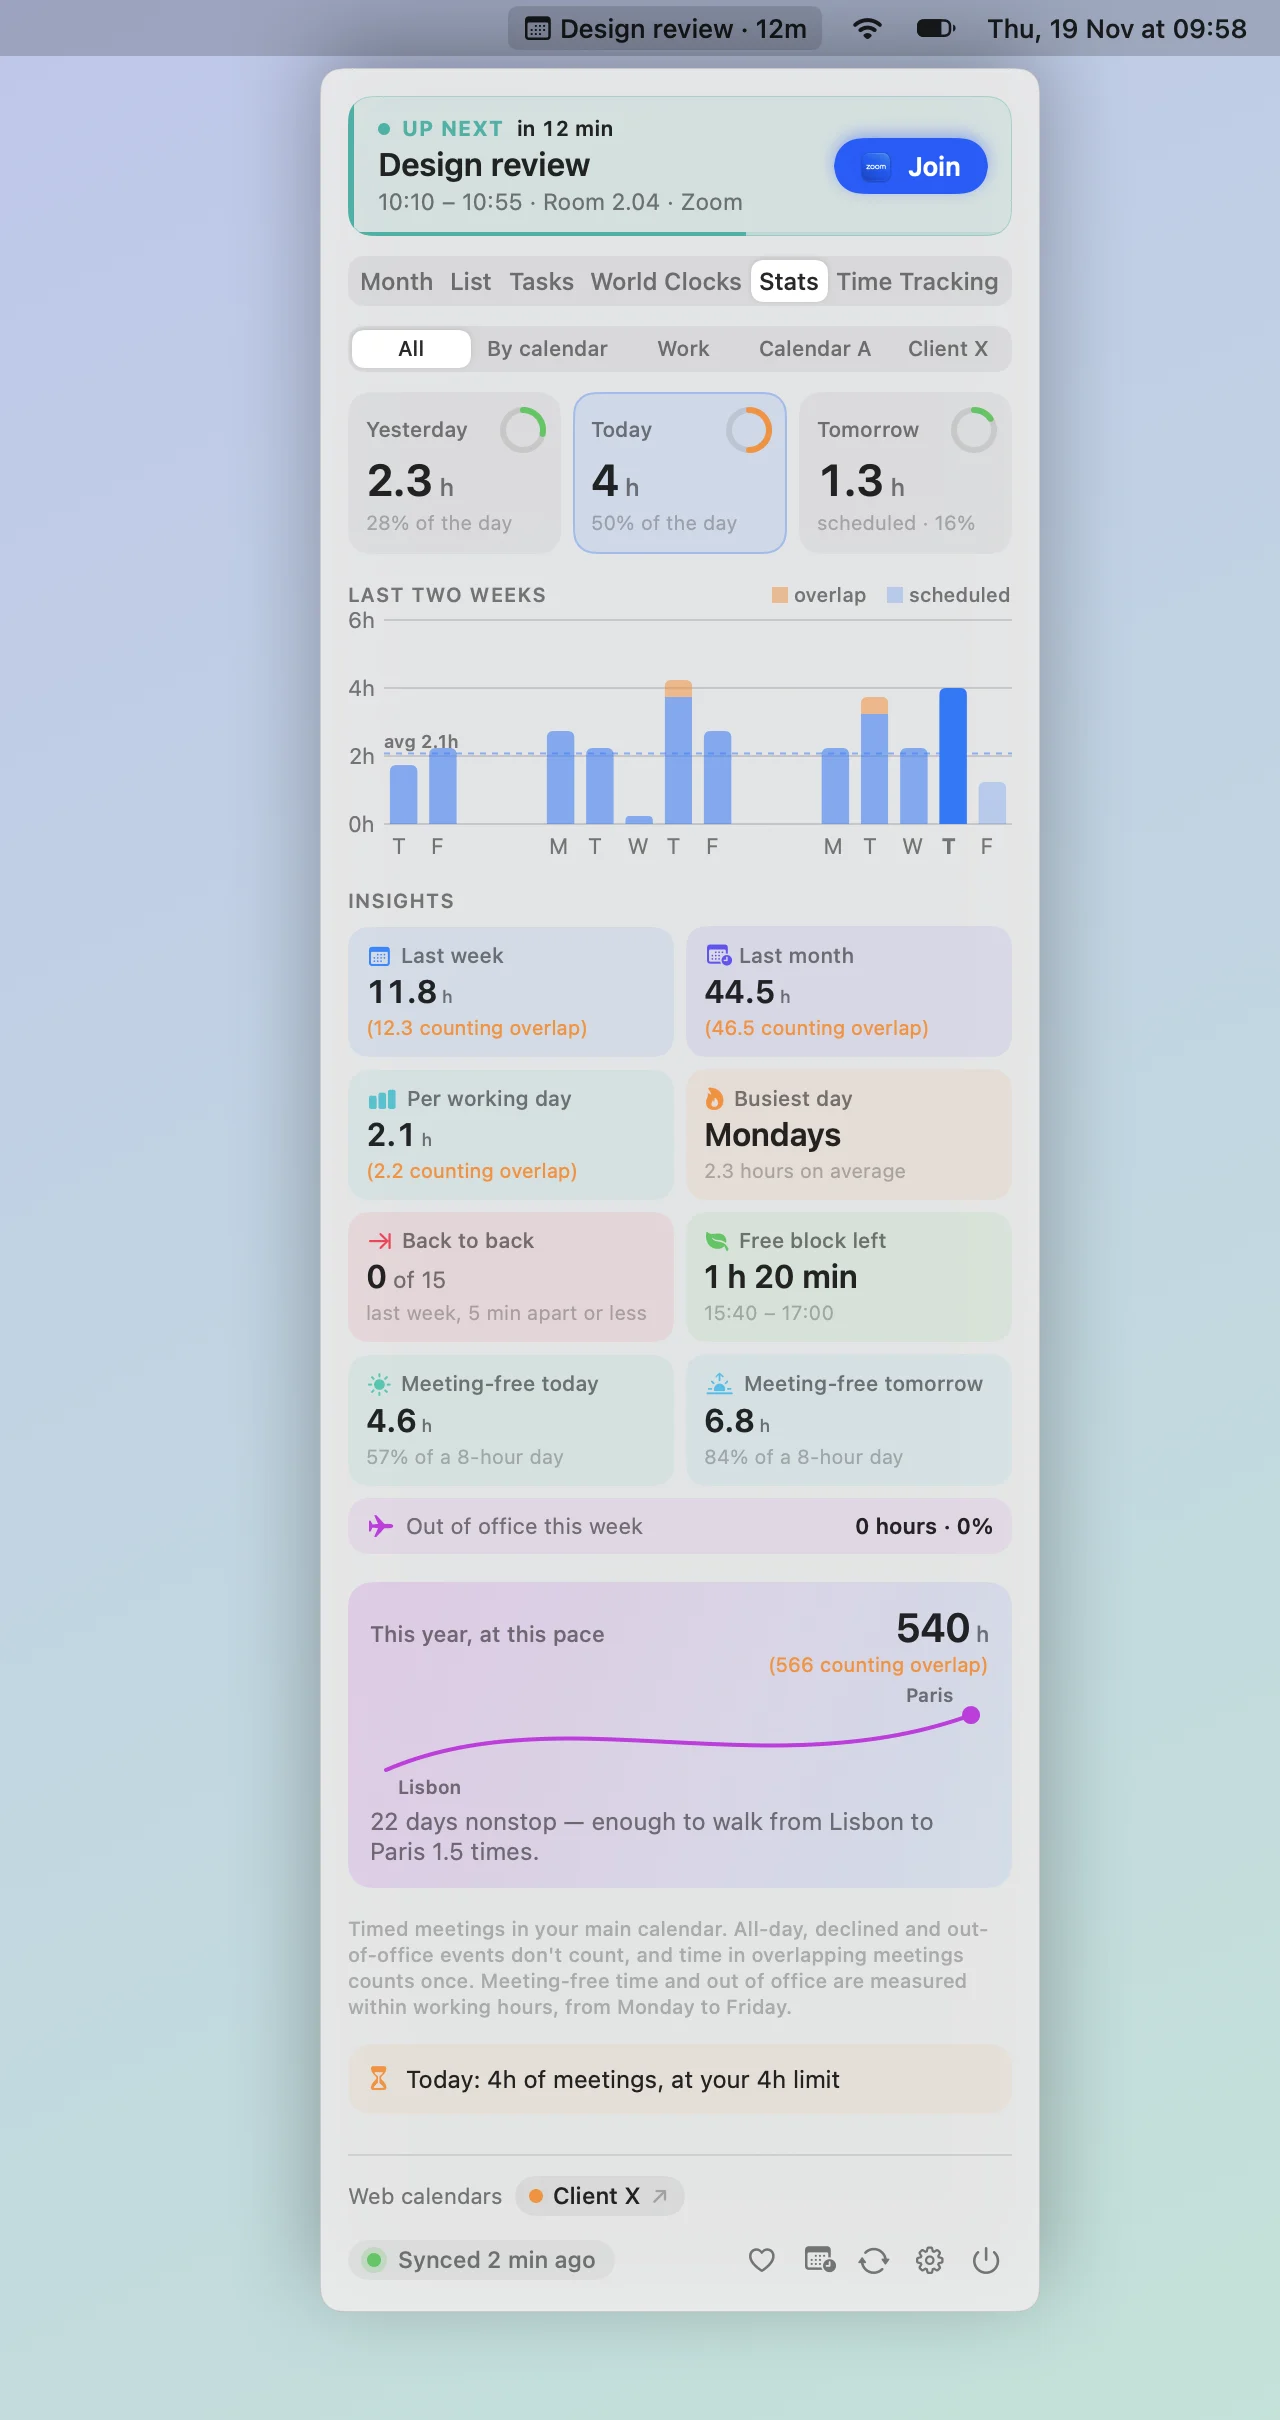 Design review · 12m
Thu, 19 Nov at 09:58
UP NEXT in 12 min
Design review
10:10 – 10:55 · Room 2.04 · Zoom
zoom Join
Month List Tasks World Clocks Stats Time Tracking
All By calendar Work Calendar A Client X
Yesterday
2.3 h
28% of the day
Today
4 h
50% of the day
Tomorrow
1.3 h
scheduled · 16%
LAST TWO WEEKS
overlap scheduled
6h
4h
avg 2.1h
2h
0h
T F M T W T F M T W T F
INSIGHTS
Last week
11.8 h
(12.3 counting overlap)
Last month
44.5 h
(46.5 counting overlap)
Per working day
2.1 h
(2.2 counting overlap)
Busiest day
Mondays
2.3 hours on average
Back to back
0 of 15
last week, 5 min apart or less
Free block left
1 h 20 min
15:40 – 17:00
Meeting-free today
4.6 h
57% of a 8-hour day
Meeting-free tomorrow
6.8 h
84% of a 8-hour day
Out of office this week
0 hours · 0%
This year, at this pace
540 h
(566 counting overlap)
Paris
Lisbon
22 days nonstop — enough to walk from Lisbon to
Paris 1.5 times.
Timed meetings in your main calendar. All-day, declined and out-
of-office events don't count, and time in overlapping meetings
counts once. Meeting-free time and out of office are measured
within working hours, from Monday to Friday.
Today: 4h of meetings, at your 4h limit
Web calendars Client X
Synced 2 min ago